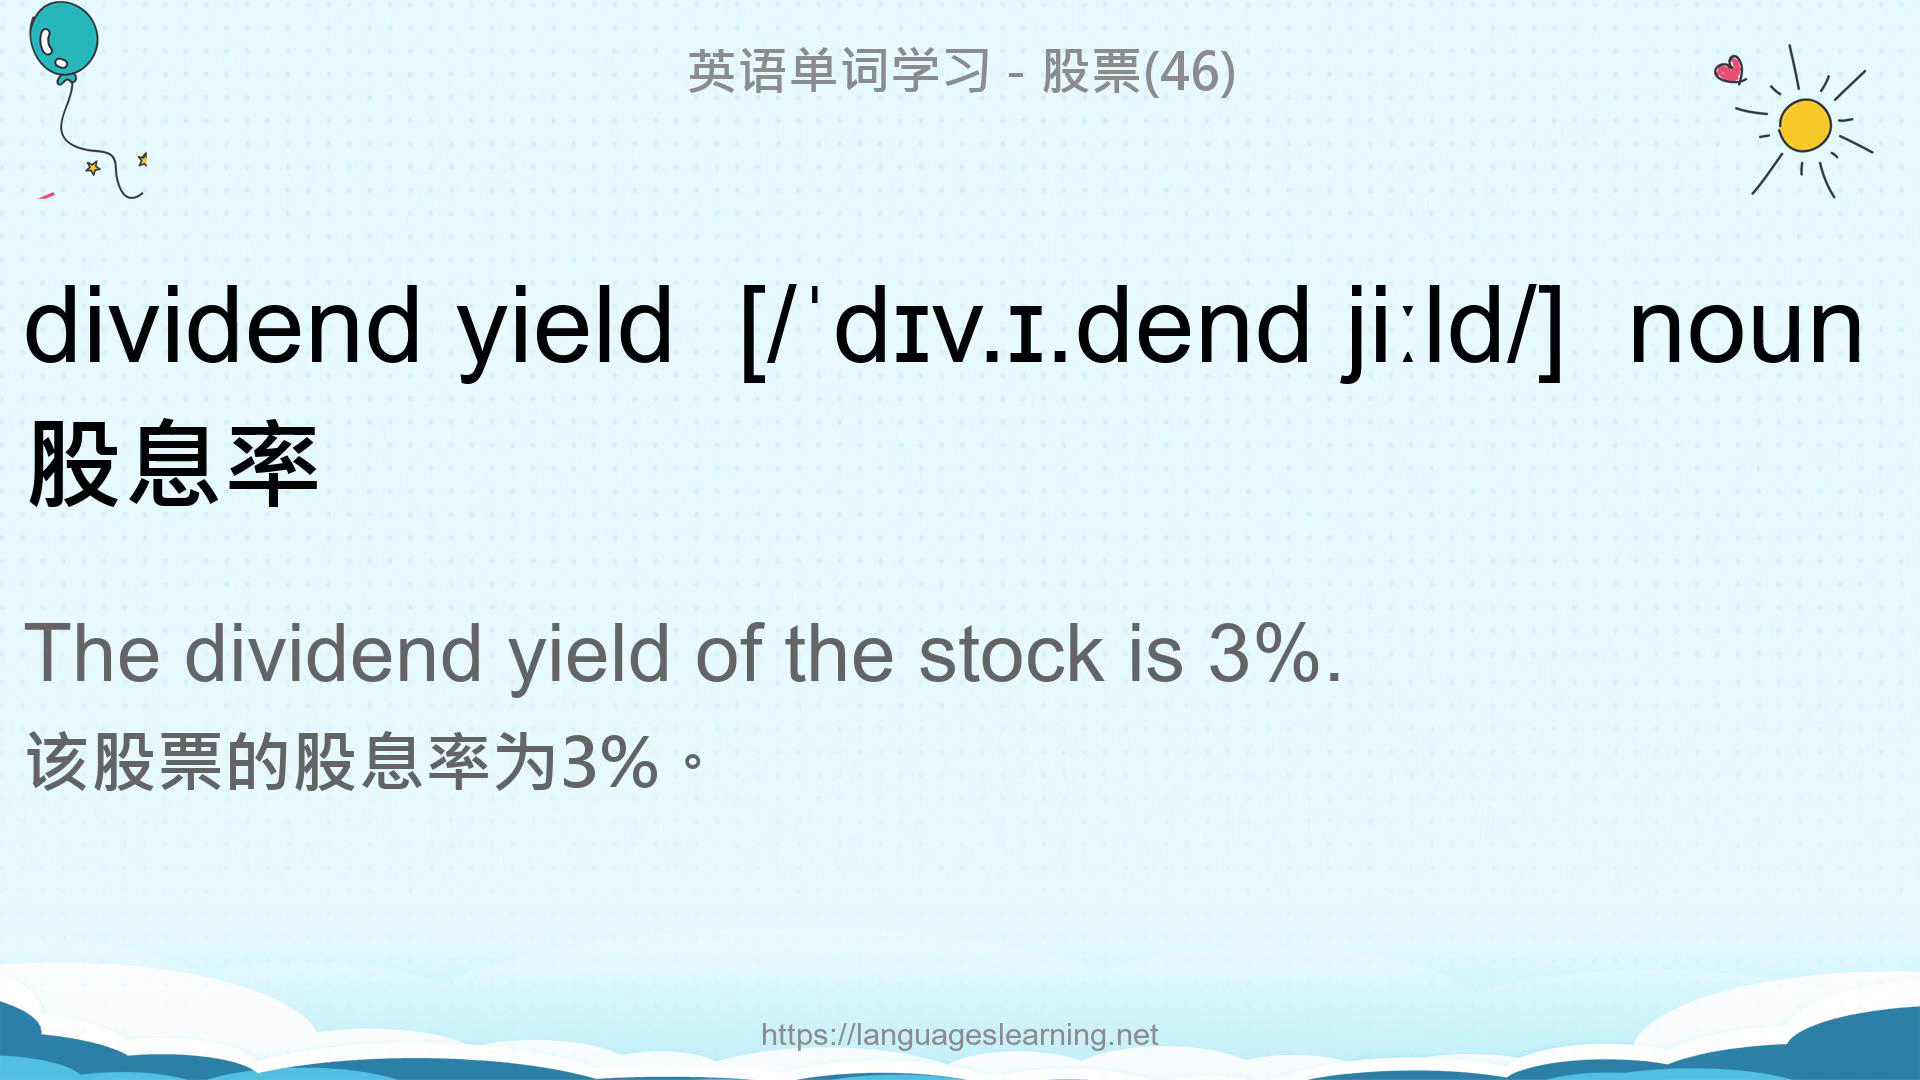 英语单词学习 - 股票(46)
dividend yield [/ˈdɪv.ɪ.dend jiːld/] noun
股息率
The dividend yield of the stock is 3%.
该股票的股息率为3%。
https://languageslearning.net